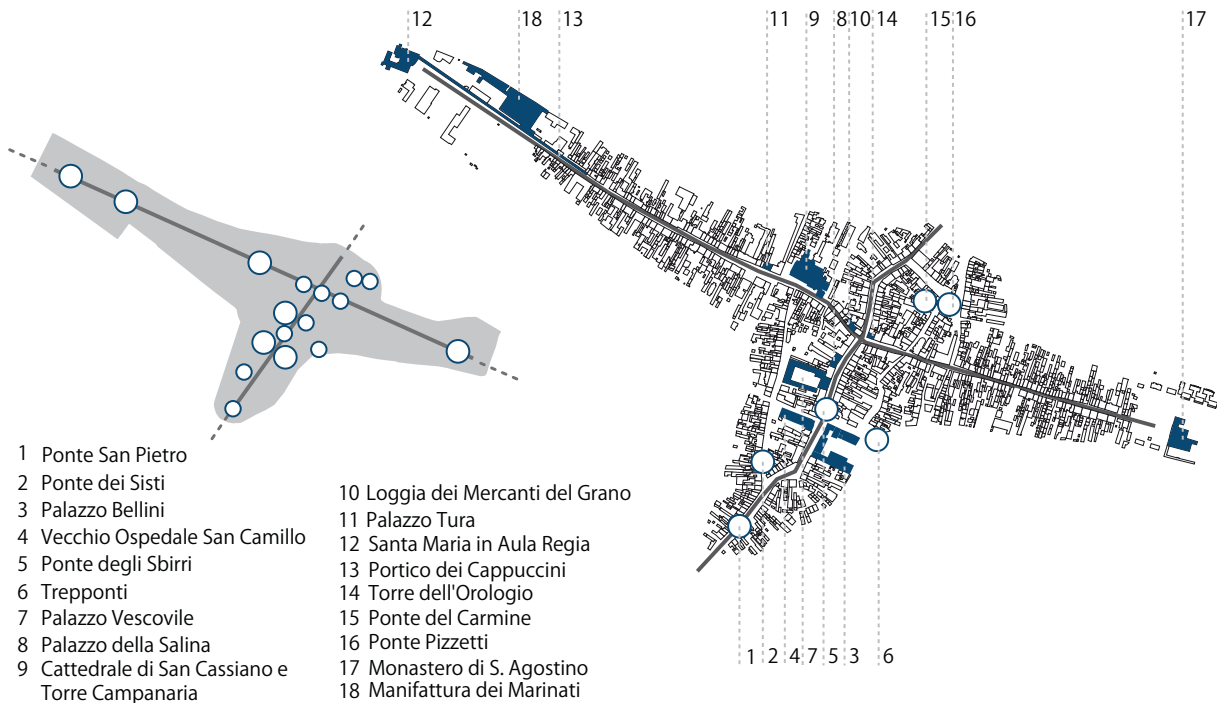 12 18 13 11 9 8 10 14 15 16 17
1 Ponte San Pietro
2 Ponte dei Sisti
3 Palazzo Bellini
4 Vecchio Ospedale San Camillo
5 Ponte degli Sbirri
6 Trepponti
7 Palazzo Vescovile
8 Palazzo della Salina
9 Cattedrale di San Cassiano e
Torre Campanaria
10 Loggia dei Mercanti del Grano
11 Palazzo Tura
12 Santa Maria in Aula Regia
13 Portico dei Cappuccini
14 Torre dell'Orologio
15 Ponte del Carmine
16 Ponte Pizzetti
17 Monastero di S. Agostino
18 Manifattura dei Marinati
1 2 4 7 5 3 6